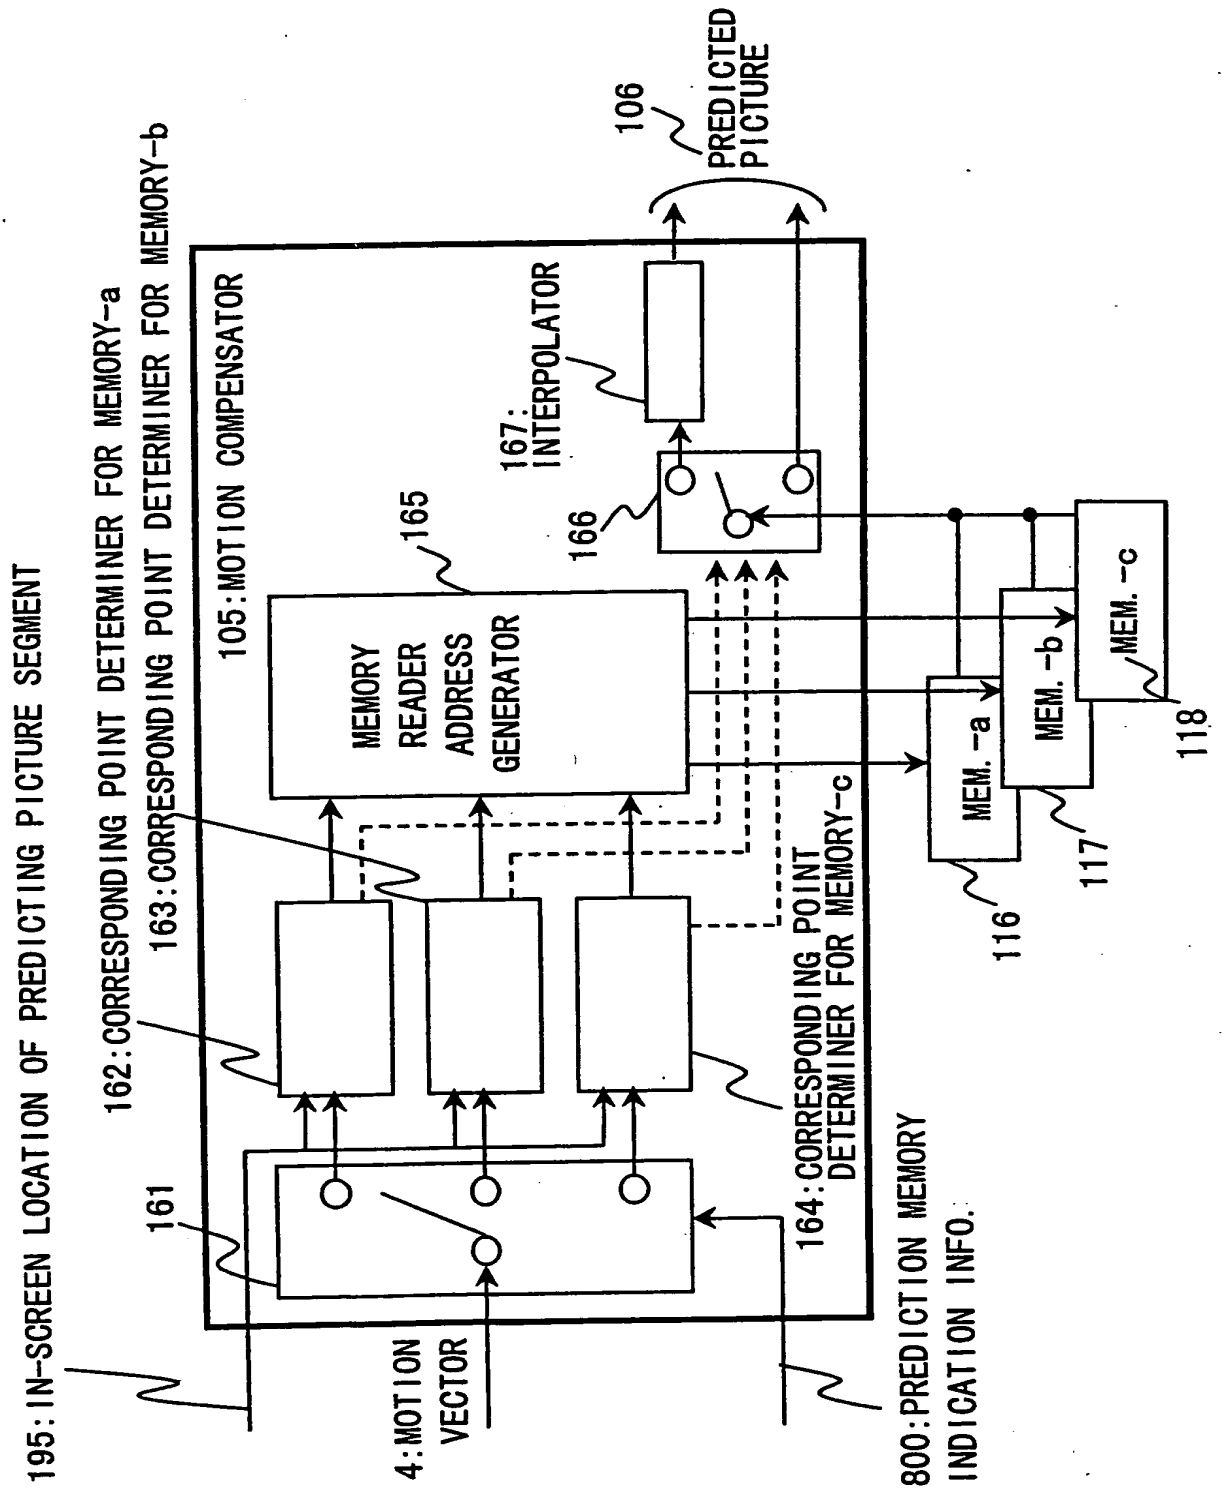 195:IN-SCREEN LOCATION OF PREDICTING PICTURE SEGMENT
162:CORRESPONDING POINT DETERMINER FOR MEMORY-a
163:CORRESPONDING POINT DETERMINER FOR MEMORY-b
161
105:MOTION COMPENSATOR
165
MEMORY
READER
ADDRESS
GENERATOR
167:
INTERPOLATOR
166
106
PREDICTED
PICTURE
4:MOTION
VECTOR
164:CORRESPONDING POINT
DETERMINER FOR MEMORY-c
800:PREDICTION MEMORY
INDICATION INFO.
MEM. -a
MEM. -b
MEM. -c
116
117
118